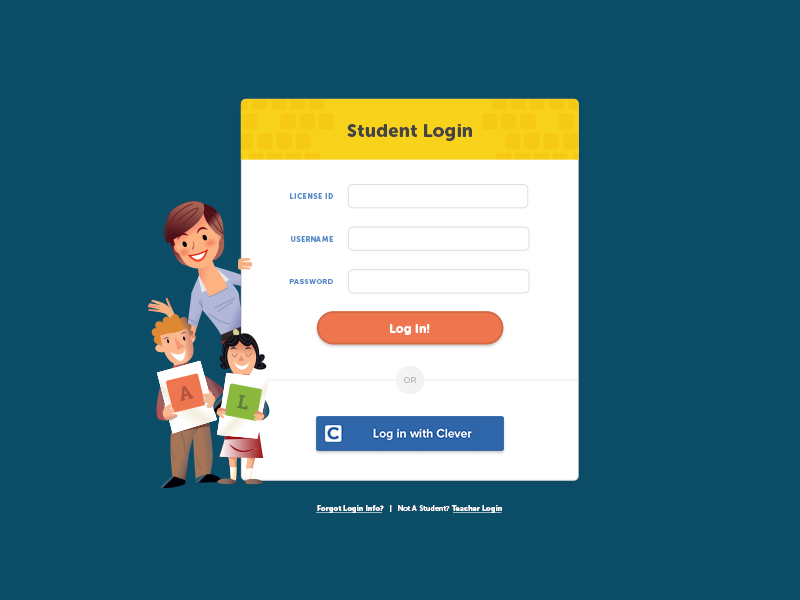 Student Login
LICENSE ID
USERNAME
PASSWORD
Log In!
OR
C Log in with Clever
A
L
Forgot Login Info? | Not A Student? Teacher Login